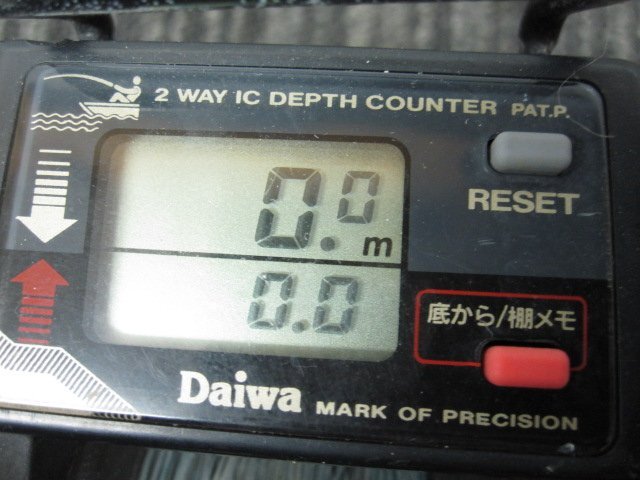 2 WAY IC DEPTH COUNTER PAT.P.
0.0 m
RESET
0.0
底から/棚メモ
Daiwa MARK OF PRECISION